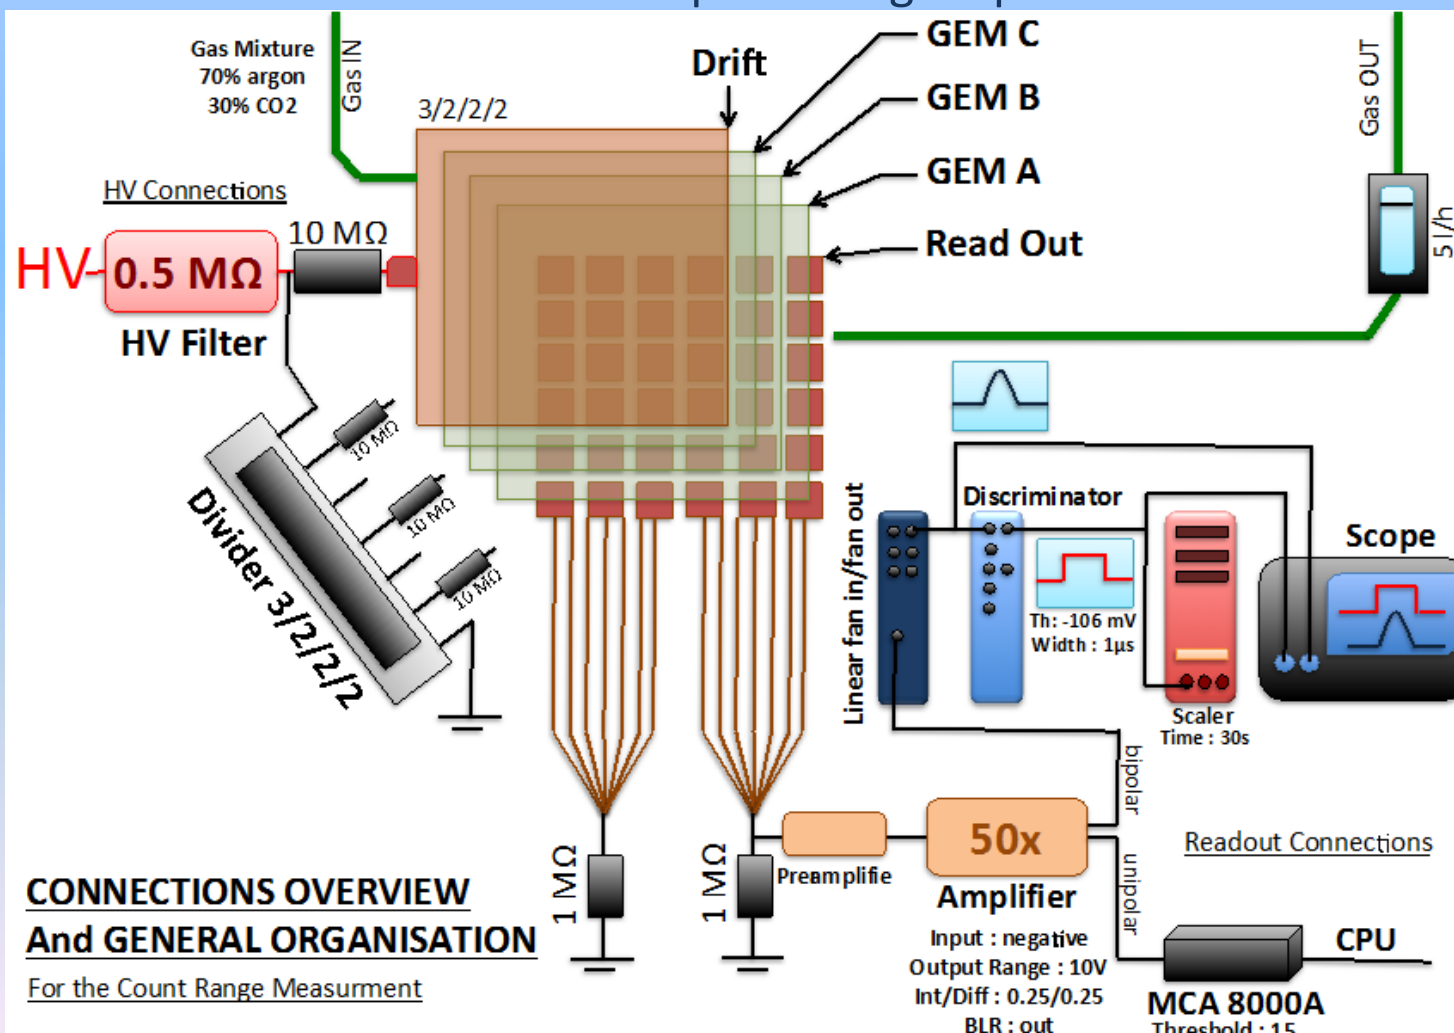 Gas Mixture
70% argon
30% CO2
Gas IN
3/2/2/2
Drift
GEM C
GEM B
GEM A
Read Out
Gas OUT
5 l/h
HV Connections
HV
0.5 MΩ
10 MΩ
HV Filter
10 MΩ
10 MΩ
10 MΩ
Divider 3/2/2/2
Linear fan in/fan out
Discriminator
Th: -106 mV
Width : 1µs
Scope
Scaler
Time : 30s
bipolar
unipolar
1 MΩ
1 MΩ
Preamplifie
50x
Amplifier
Input : negative
Output Range : 10V
Int/Diff : 0.25/0.25
BLR : out
Readout Connections
CPU
MCA 8000A
Threshold : 15
CONNECTIONS OVERVIEW
And GENERAL ORGANISATION
For the Count Range Measurment